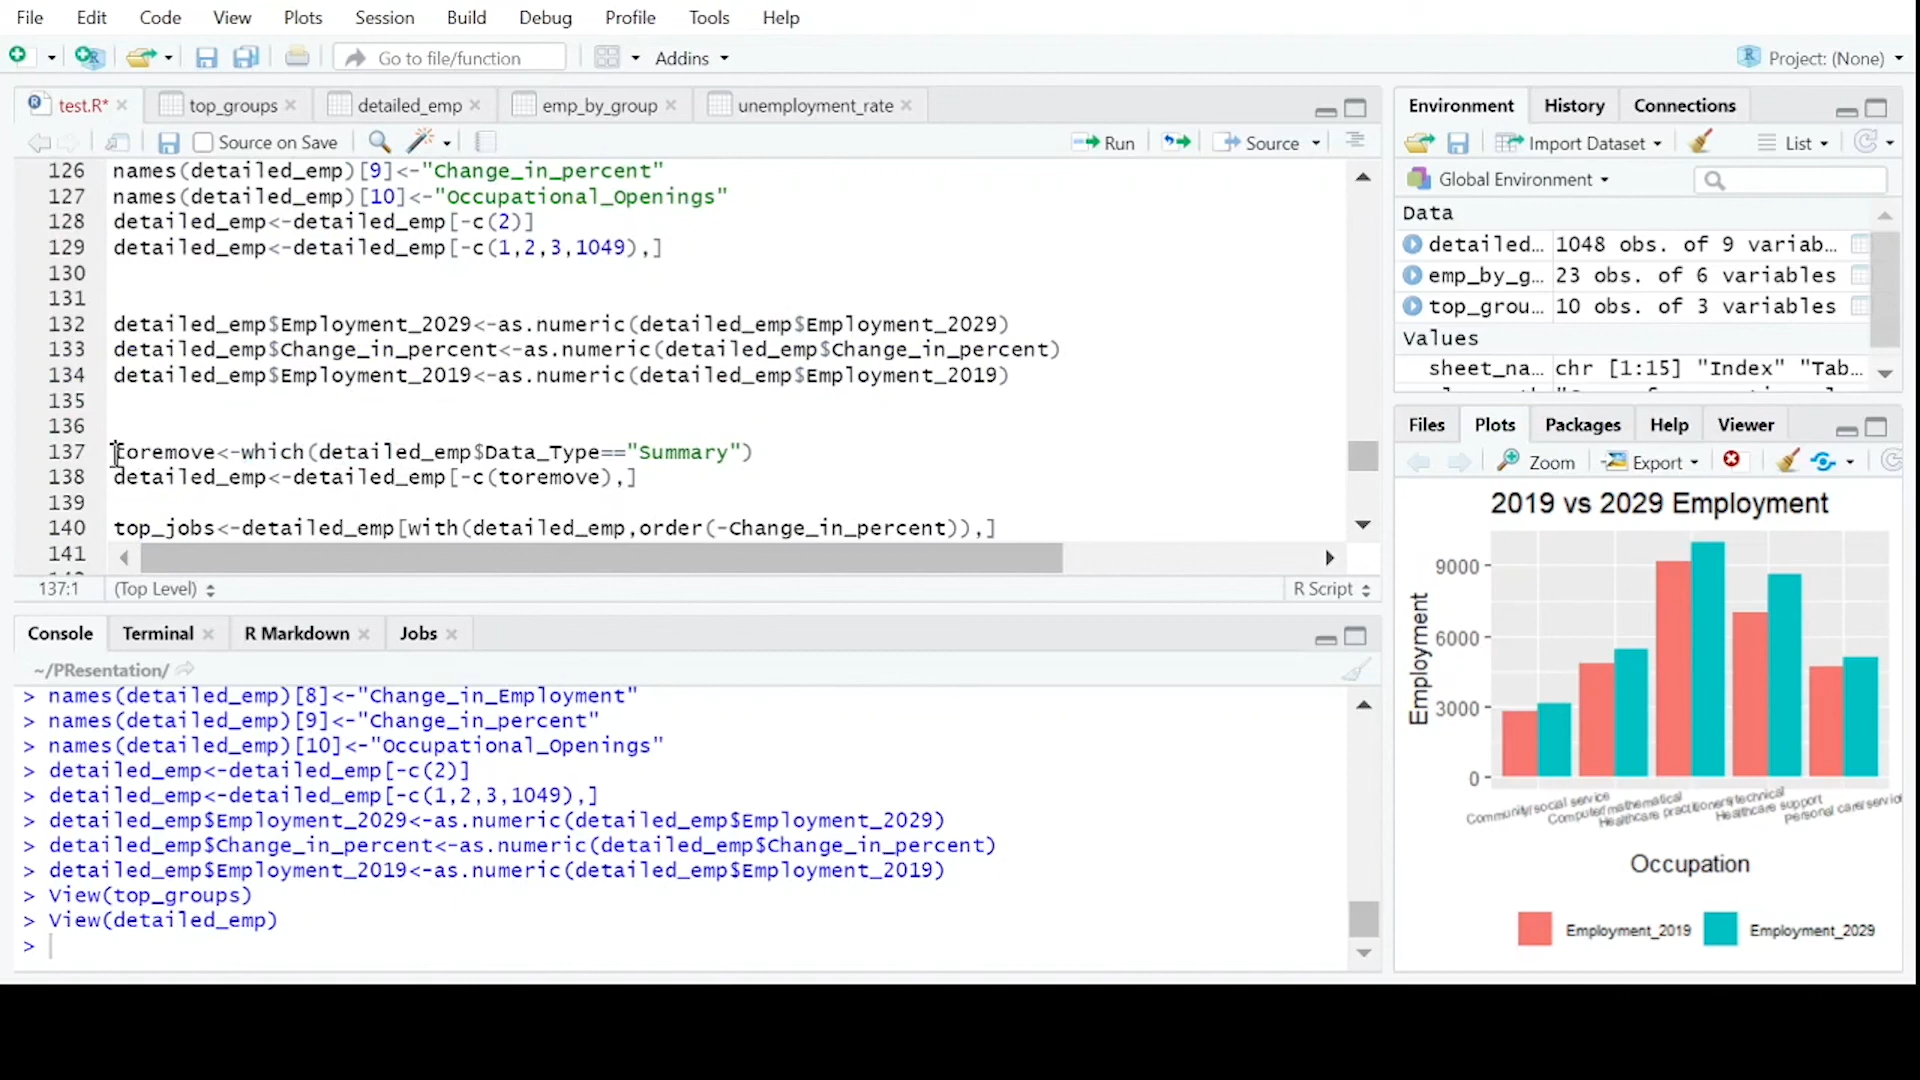 File Edit View Code Plots Session Build Debug Profile Tools Help
Go to file/function Addins Project: (None)
test.R* top_groups detailed_emp emp_by_group unemployment_rate
Source on Save Run Source
126 names(detailed_emp)[9]<-"Change_in_percent"
127 names(detailed_emp)[10]<-"Occupational_Openings"
128 detailed_emp<-detailed_emp[-c(2)]
129 detailed_emp<-detailed_emp[-c(1,2,3,1049),]
130
131
132 detailed_emp$Employment_2029<-as.numeric(detailed_emp$Employment_2029)
133 detailed_emp$Change_in_percent<-as.numeric(detailed_emp$Change_in_percent)
134 detailed_emp$Employment_2019<-as.numeric(detailed_emp$Employment_2019)
135
136
137 toremove<-which(detailed_emp$Data_Type=="Summary")
138 detailed_emp<-detailed_emp[-c(toremove),]
139
140 top_jobs<-detailed_emp[with(detailed_emp,order(-Change_in_percent)),]
141
137:1 (Top Level) R Script
Console Terminal R Markdown Jobs
~/PResentation/
> names(detailed_emp)[8]<-"Change_in_Employment"
> names(detailed_emp)[9]<-"Change_in_percent"
> names(detailed_emp)[10]<-"Occupational_Openings"
> detailed_emp<-detailed_emp[-c(2)]
> detailed_emp<-detailed_emp[-c(1,2,3,1049),]
> detailed_emp$Employment_2029<-as.numeric(detailed_emp$Employment_2029)
> detailed_emp$Change_in_percent<-as.numeric(detailed_emp$Change_in_percent)
> detailed_emp$Employment_2019<-as.numeric(detailed_emp$Employment_2019)
> View(top_groups)
> View(detailed_emp)
>
Environment History Connections
Import Dataset List
Global Environment
Data
detailed… 1048 obs. of 9 variab…
emp_by_g… 23 obs. of 6 variables
top_grou… 10 obs. of 3 variables
Values
sheet_na… chr [1:15] "Index" "Tab…
Files Plots Packages Help Viewer
Zoom Export
2019 vs 2029 Employment
Employment
9000
6000
3000
0
Community/social service
Computer/mathematical
Healthcare practitioners/technical
Healthcare support
Occupation
Employment_2019 Employment_2029